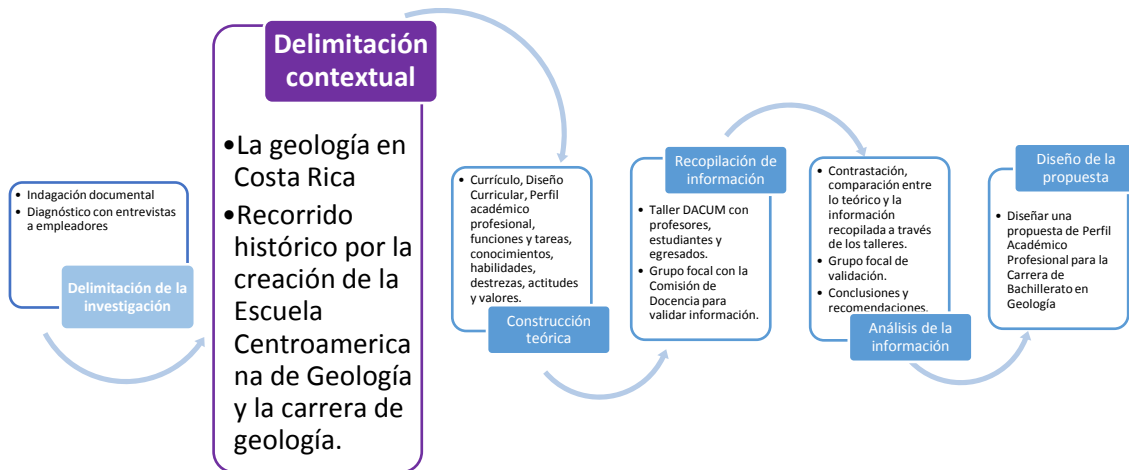 • Indagación documental
• Diagnóstico con entrevistas
a empleadores
Delimitación de la
investigación
Delimitación
contextual
•La geología en
Costa Rica
•Recorrido
histórico por la
creación de la
Escuela
Centroamerica
na de Geología
y la carrera de
geología.
• Currículo, Diseño
Curricular, Perfil
académico
profesional,
funciones y tareas,
conocimientos,
habilidades,
destrezas, actitudes
y valores.
Construcción
teórica
Recopilación de
información
• Taller DACUM con
profesores,
estudiantes y
egresados.
• Grupo focal con la
Comisión de
Docencia para
validar información.
• Contrastación,
comparación entre
lo teórico y la
información
recopilada a través
de los talleres.
• Grupo focal de
validación.
• Conclusiones y
recomendaciones.
Análisis de la
información
Diseño de la
propuesta
• Diseñar una
propuesta de Perfil
Académico
Profesional para la
Carrera de
Bachillerato en
Geología